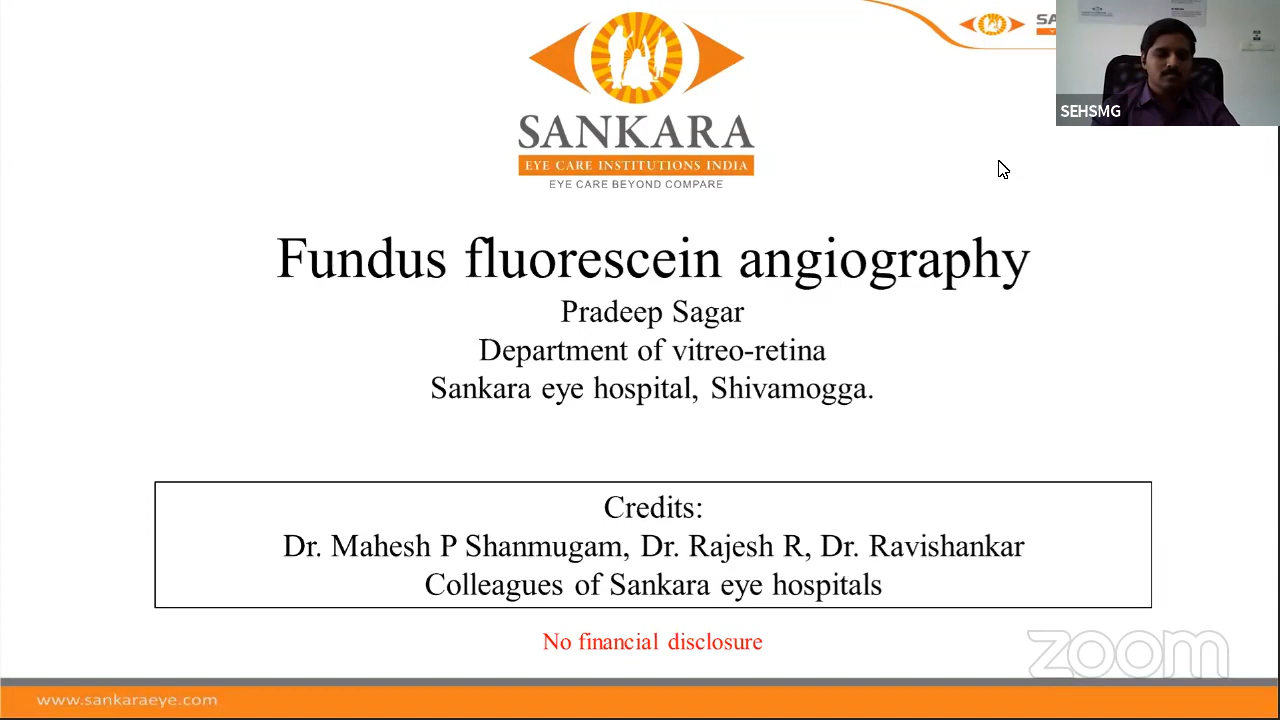 SANKARA
EYE CARE INSTITUTIONS INDIA
EYE CARE BEYOND COMPARE
SEHSMG
Fundus fluorescein angiography
Pradeep Sagar
Department of vitreo-retina
Sankara eye hospital, Shivamogga.
Credits:
Dr. Mahesh P Shanmugam, Dr. Rajesh R, Dr. Ravishankar
Colleagues of Sankara eye hospitals
No financial disclosure
zoom
www.sankaraeye.com